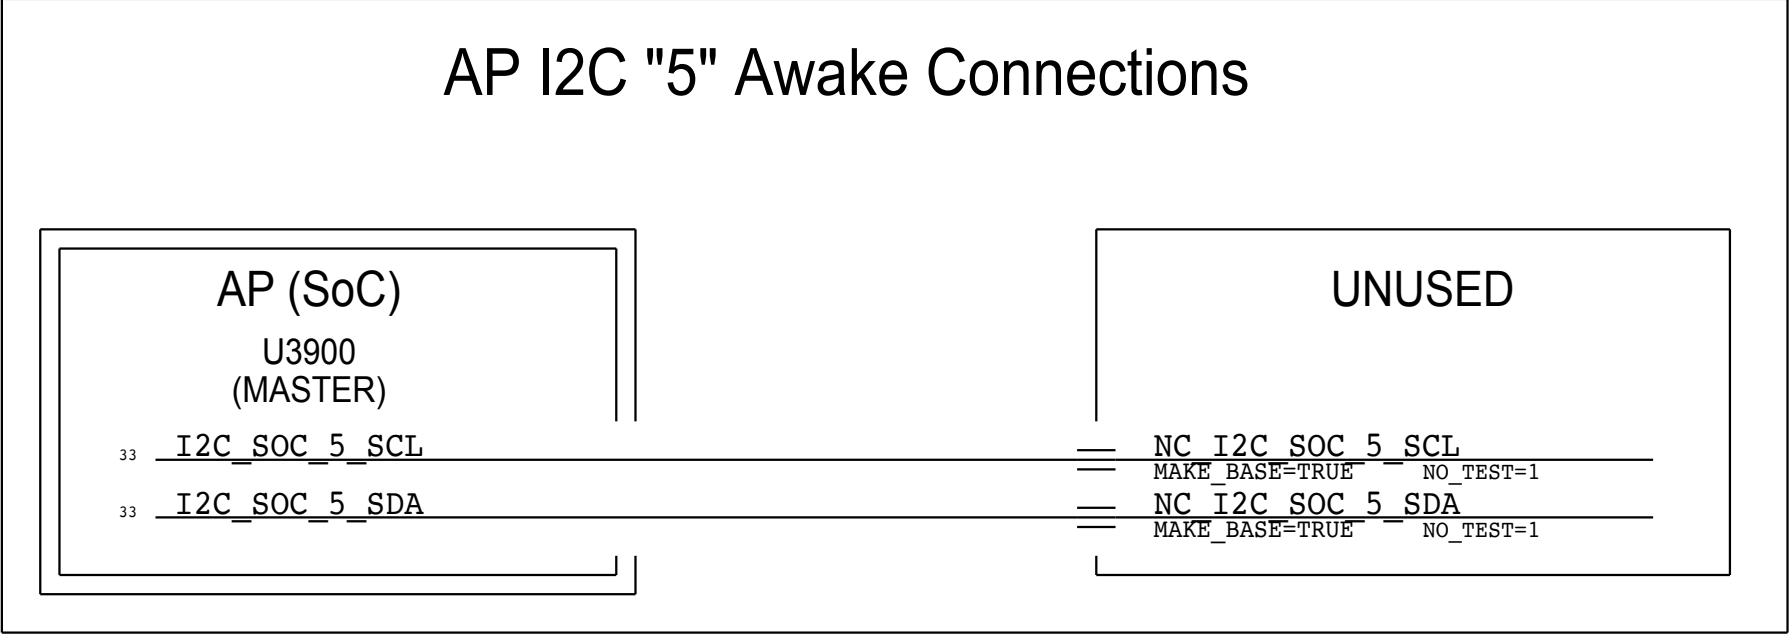 AP I2C "5" Awake Connections
AP (SoC)
U3900
(MASTER)
33 I2C_SOC_5_SCL
33 I2C_SOC_5_SDA
UNUSED
NC_I2C_SOC_5_SCL
MAKE_BASE=TRUE NO_TEST=1
NC_I2C_SOC_5_SDA
MAKE_BASE=TRUE NO_TEST=1